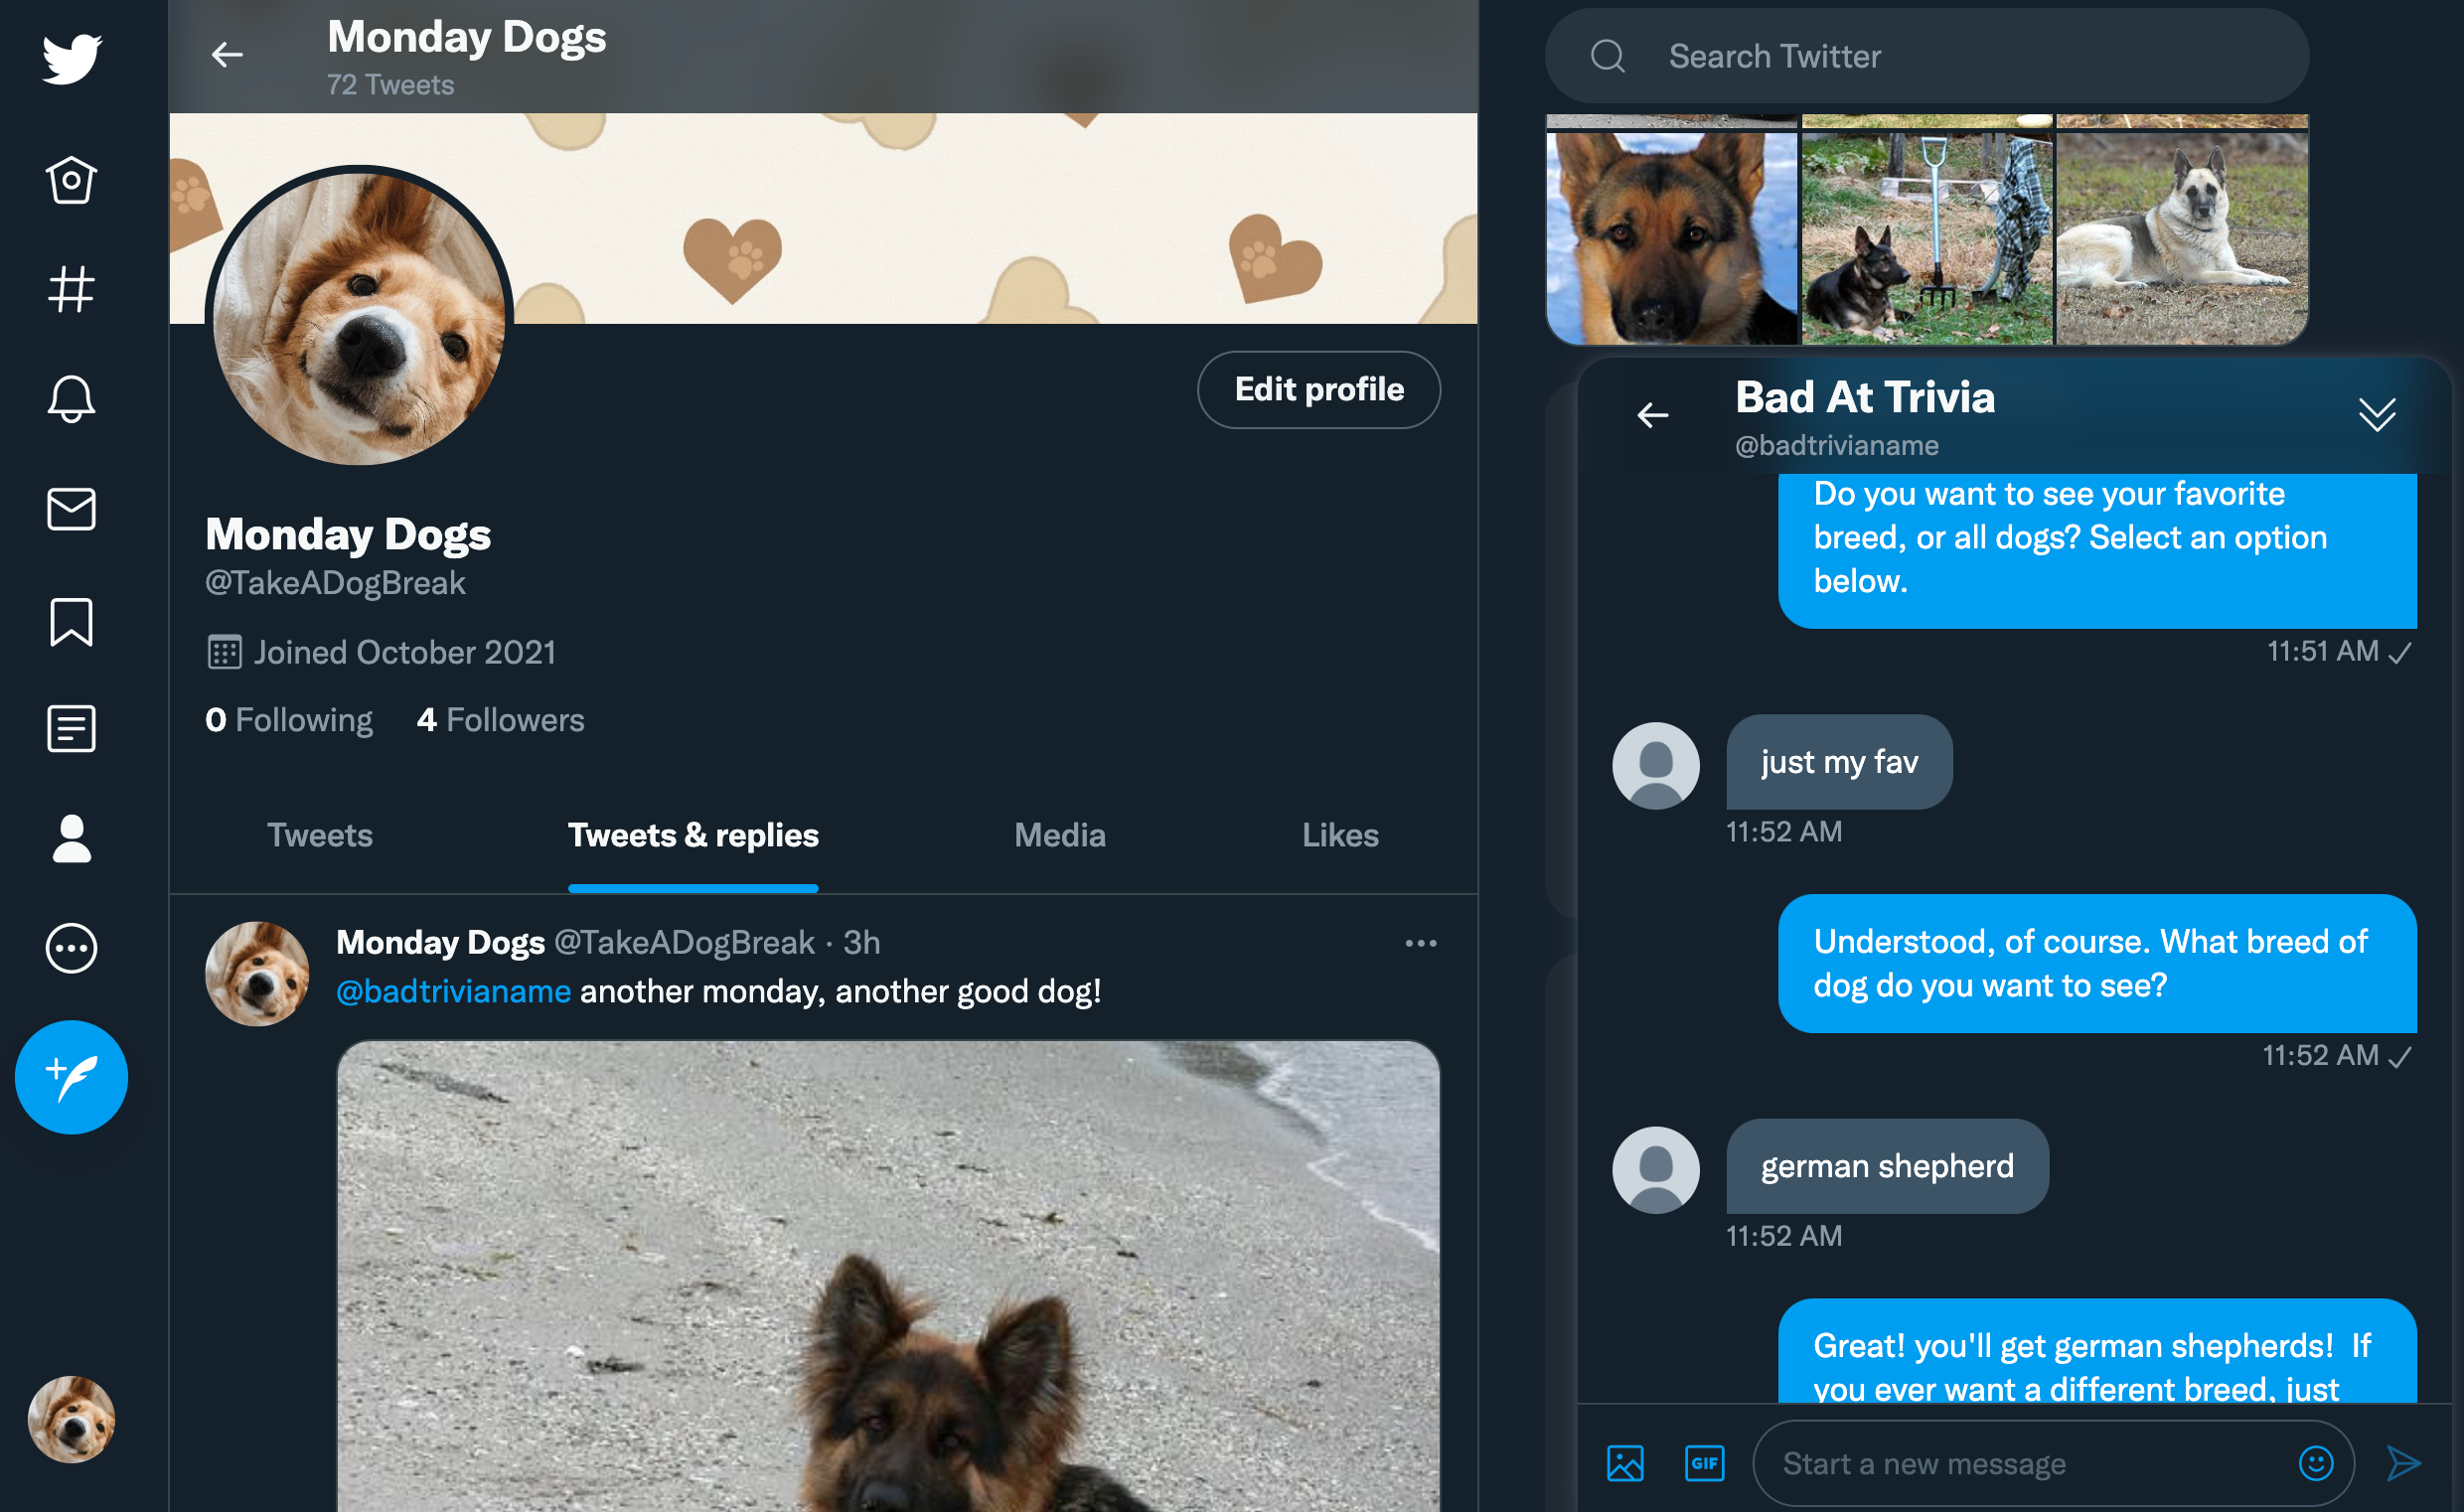 Monday Dogs
72 Tweets
Edit profile
Monday Dogs
@TakeADogBreak
Joined October 2021
0 Following 4 Followers
Tweets Tweets & replies Media Likes
Monday Dogs @TakeADogBreak · 3h
@badtrivianame another monday, another good dog!
Search Twitter
Bad At Trivia
@badtrivianame
Do you want to see your favorite
breed, or all dogs? Select an option
below.
11:51 AM
just my fav
11:52 AM
Understood, of course. What breed of
dog do you want to see?
11:52 AM
german shepherd
11:52 AM
Great! you'll get german shepherds! If
you ever want a different breed, just
GIF
Start a new message